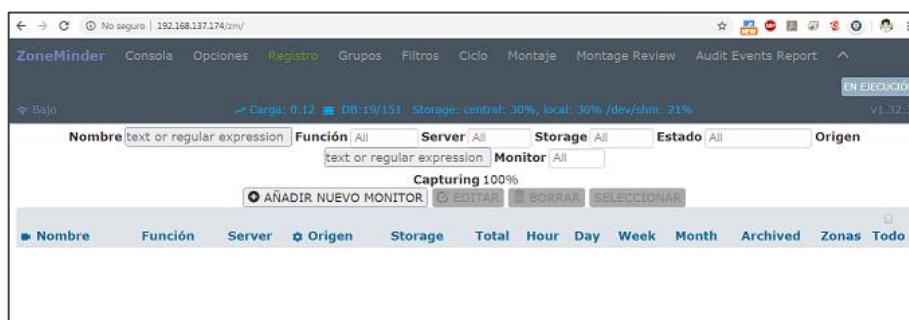 No seguro | 192.168.137.174/zm/
ZoneMinder Consola Opciones Registro Grupos Filtros Ciclo Montaje Montage Review Audit Events Report
EN EJECUCIÓN
Bajo Carga: 0.12 DB:19/151 Storage: central: 30%, local: 30% /dev/shm: 21% v1.32.3
Nombre text or regular expression Función All Server All Storage All Estado All Origen
text or regular expression Monitor All
Capturing 100%
AÑADIR NUEVO MONITOR EDITAR BORRAR SELECCIONAR
Nombre Función Server Origen Storage Total Hour Day Week Month Archived Zonas Todo